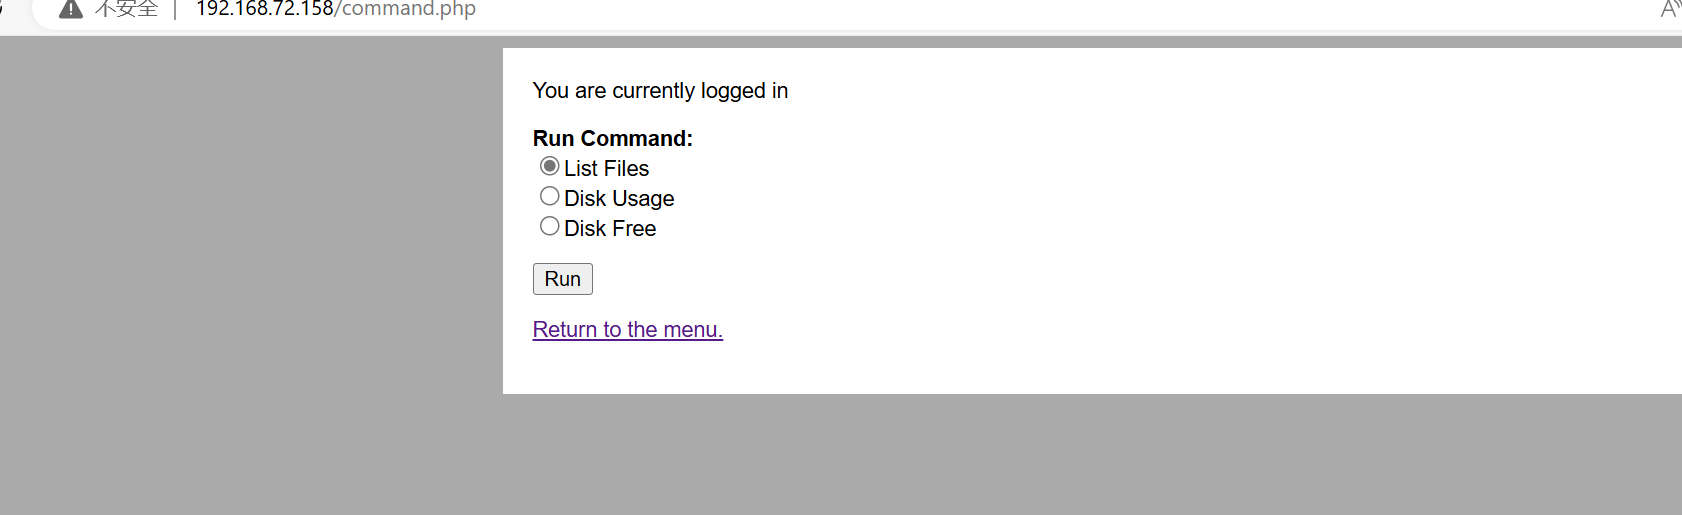 不安全 | 192.168.72.158/command.php
You are currently logged in
Run Command:
List Files
Disk Usage
Disk Free
Run
Return to the menu.